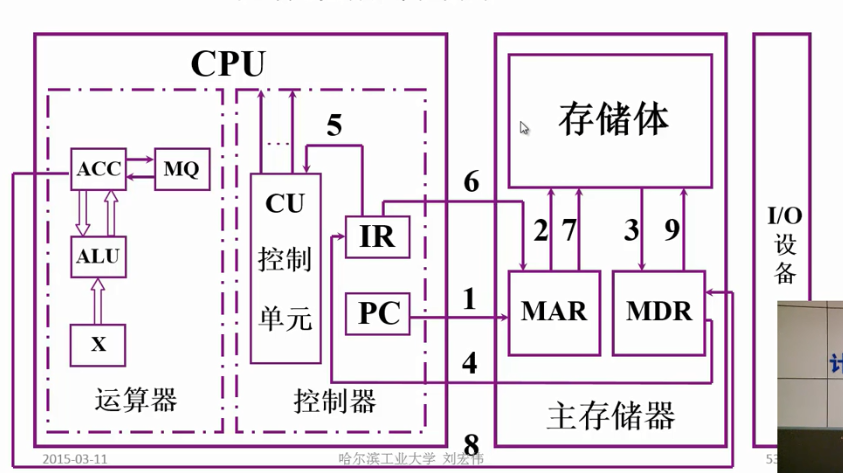 CPU
5
ACC
MQ
CU
控制
单元
IR
ALU
PC
X
运算器
控制器
6
1
4
8
存储体
2
7
3
9
MAR
MDR
主存储器
I/O
设
备
计
2015-03-11
哈尔滨工业大学 刘宏伟
53